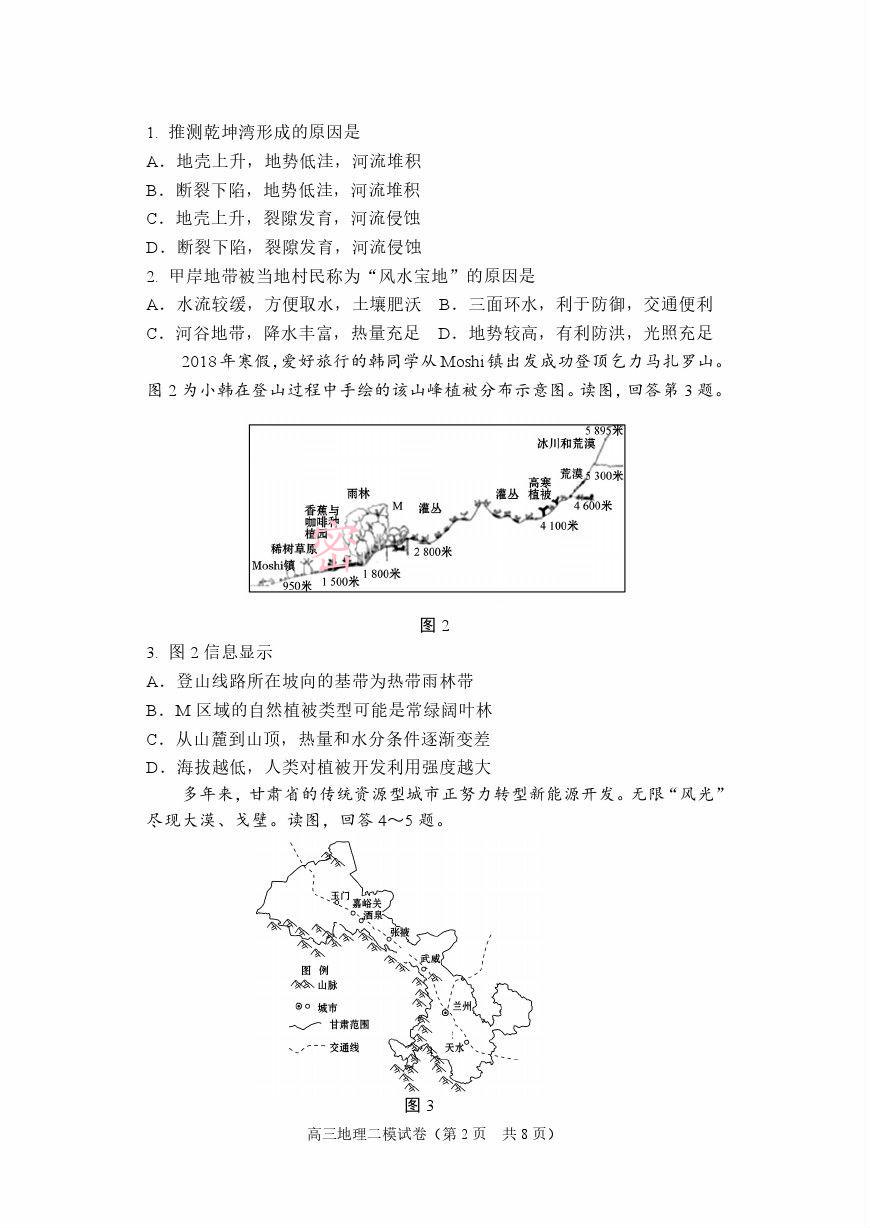 1. 推测乾坤湾形成的原因是
A．地壳上升，地势低洼，河流堆积
B．断裂下陷，地势低洼，河流堆积
C．地壳上升，裂隙发育，河流侵蚀
D．断裂下陷，裂隙发育，河流侵蚀
2. 甲岸地带被当地村民称为“风水宝地”的原因是
A．水流较缓，方便取水，土壤肥沃 B．三面环水，利于防御，交通便利
C．河谷地带，降水丰富，热量充足 D．地势较高，有利防洪，光照充足
2018年寒假，爱好旅行的韩同学从Moshi镇出发成功登顶乞力马扎罗山。
图2为小韩在登山过程中手绘的该山峰植被分布示意图。读图，回答第3题。
5 895米
冰川和荒漠
荒漠 5 300米
高寒
植被
灌丛
4 600米
4 100米
雨林
M 灌丛
香蕉与
咖啡种
植园
稀树草原
2 800米
Moshi镇
1 800米
1 500米
950米
密
山
图2
3. 图2信息显示
A．登山线路所在坡向的基带为热带雨林带
B．M区域的自然植被类型可能是常绿阔叶林
C．从山麓到山顶，热量和水分条件逐渐变差
D．海拔越低，人类对植被开发利用强度越大
多年来，甘肃省的传统资源型城市正努力转型新能源开发。无限“风光”
尽现大漠、戈壁。读图，回答4～5题。
玉门
嘉峪关
酒泉
张掖
武威
兰州
天水
图 例
山脉
城市
甘肃范围
交通线
图3
高三地理二模试卷（第2页 共8页）